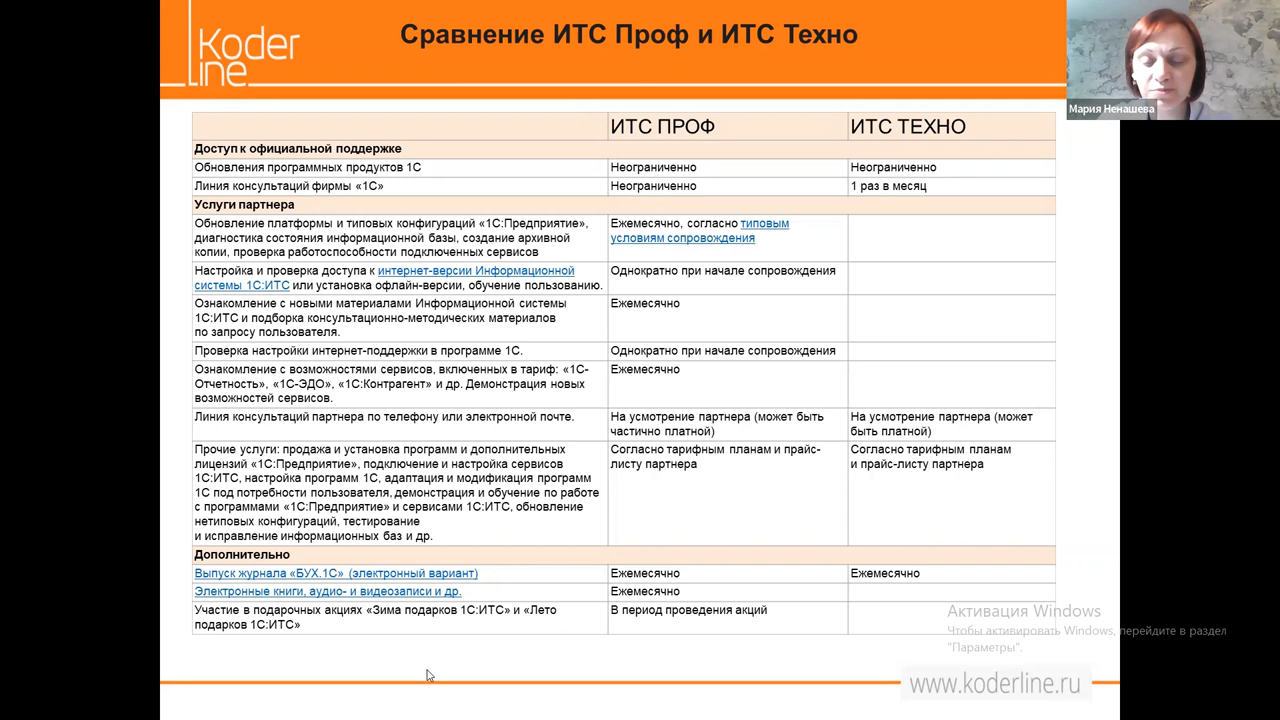 Koder
line
Сравнение ИТС Проф и ИТС Техно
Мария Ненашева
ИТС ПРОФ ИТС ТЕХНО
Доступ к официальной поддержке
Обновления программных продуктов 1С Неограниченно Неограниченно
Линия консультаций фирмы «1С» Неограниченно 1 раз в месяц
Услуги партнера
Обновление платформы и типовых конфигураций «1С:Предприятие»,
диагностика состояния информационной базы, создание архивной
копии, проверка работоспособности подключенных сервисов
Ежемесячно, согласно типовым
условиям сопровождения
Настройка и проверка доступа к интернет-версии Информационной
системы 1С:ИТС или установка офлайн-версии, обучение пользованию.
Однократно при начале сопровождения
Ознакомление с новыми материалами Информационной системы
1С:ИТС и подборка консультационно-методических материалов
по запросу пользователя.
Ежемесячно
Проверка настройки интернет-поддержки в программе 1С. Однократно при начале сопровождения
Ознакомление с возможностями сервисов, включенных в тариф: «1С-
Отчетность», «1С-ЭДО», «1С:Контрагент» и др. Демонстрация новых
возможностей сервисов.
Ежемесячно
Линия консультаций партнера по телефону или электронной почте.
На усмотрение партнера (может быть
частично платной)
На усмотрение партнера (может
быть платной)
Прочие услуги: продажа и установка программ и дополнительных
лицензий «1С:Предприятие», подключение и настройка сервисов
1С:ИТС, настройка программ 1С, адаптация и модификация программ
1С под потребности пользователя, демонстрация и обучение по работе
с программами «1С:Предприятие» и сервисами 1С:ИТС, обновление
нетиповых конфигураций, тестирование
и исправление информационных баз и др.
Согласно тарифным планам и прайс-
листу партнера
Согласно тарифным планам
и прайс-листу партнера
Дополнительно
Выпуск журнала «БУХ.1С» (электронный вариант) Ежемесячно Ежемесячно
Электронные книги, аудио- и видеозаписи и др. Ежемесячно
Участие в подарочных акциях «Зима подарков 1С:ИТС» и «Лето
подарков 1С:ИТС»
В период проведения акций
Активация Windows
Чтобы активировать Windows, перейдите в раздел
"Параметры".
www.koderline.ru